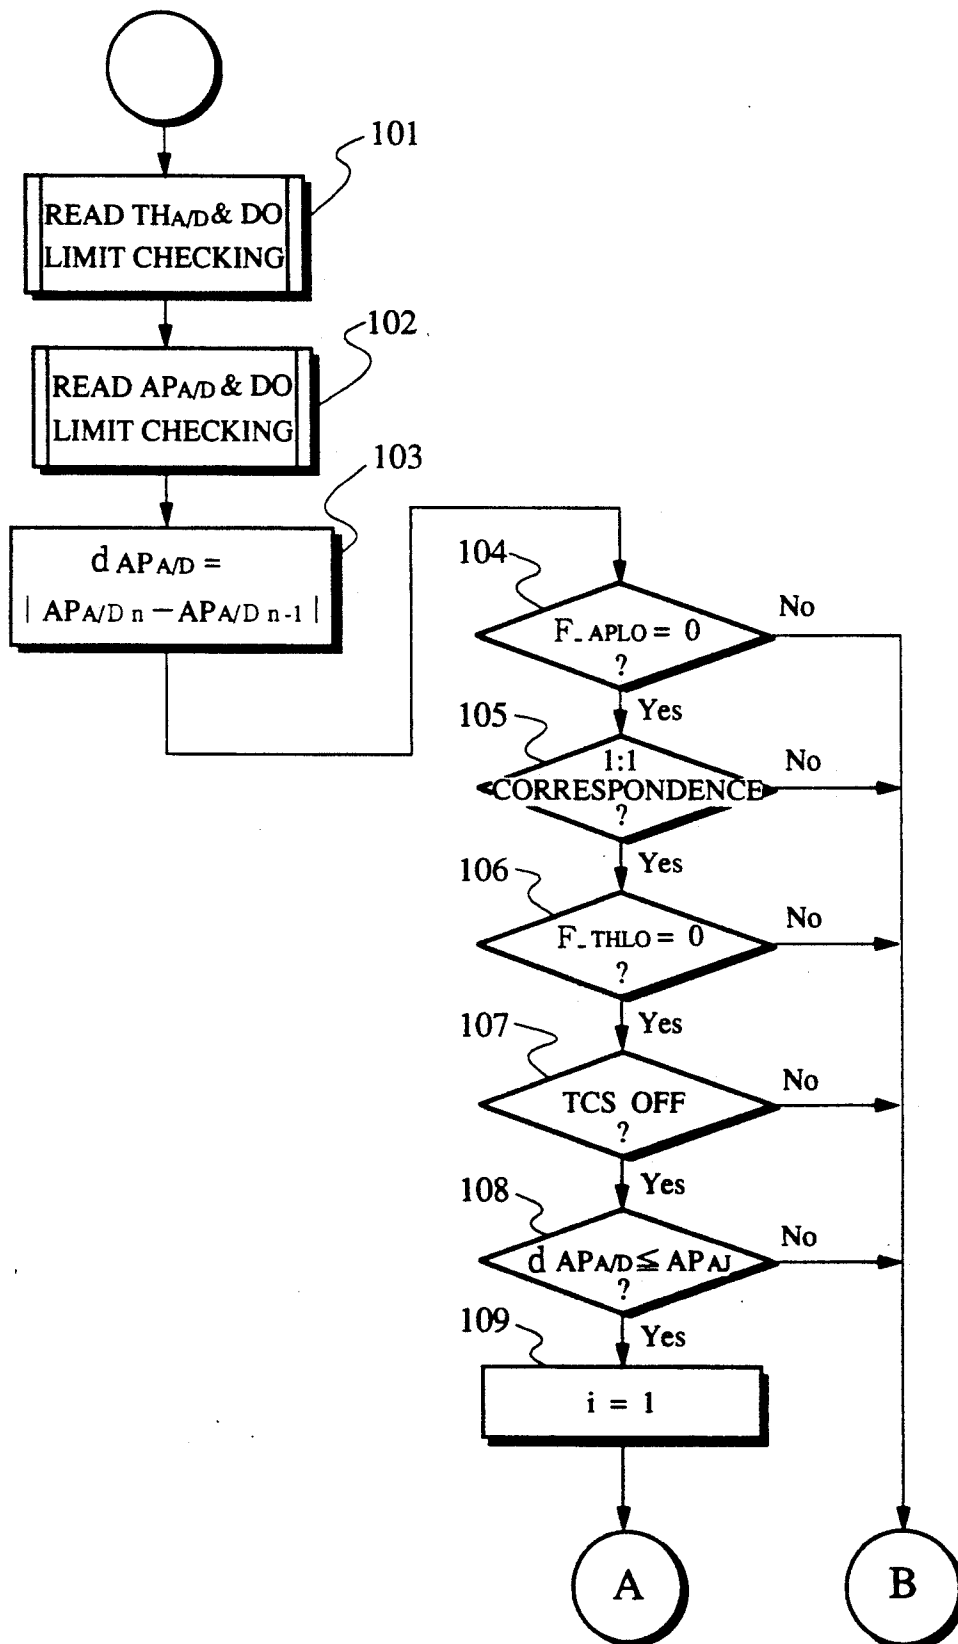 101
READ THA/D & DO
LIMIT CHECKING
102
READ APA/D & DO
LIMIT CHECKING
103
d APA/D =
| APA/D n − APA/D n-1 |
104
F_APLO = 0
?
No
Yes
105
1:1
CORRESPONDENCE
?
No
Yes
106
F_THLO = 0
?
No
Yes
107
TCS OFF
?
No
Yes
108
d APA/D ≦ APAJ
?
No
Yes
109
i = 1
A
B